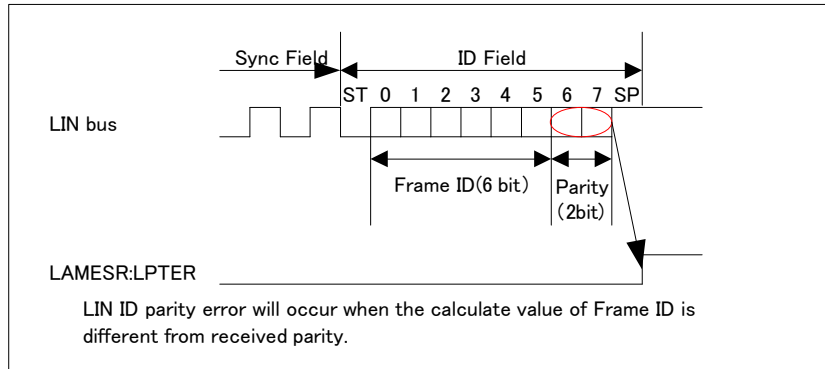 Sync Field ID Field
ST 0 1 2 3 4 5 6 7 SP
LIN bus
Frame ID(6 bit) Parity
(2bit)
LAMESR:LPTER
LIN ID parity error will occur when the calculate value of Frame ID is
different from received parity.